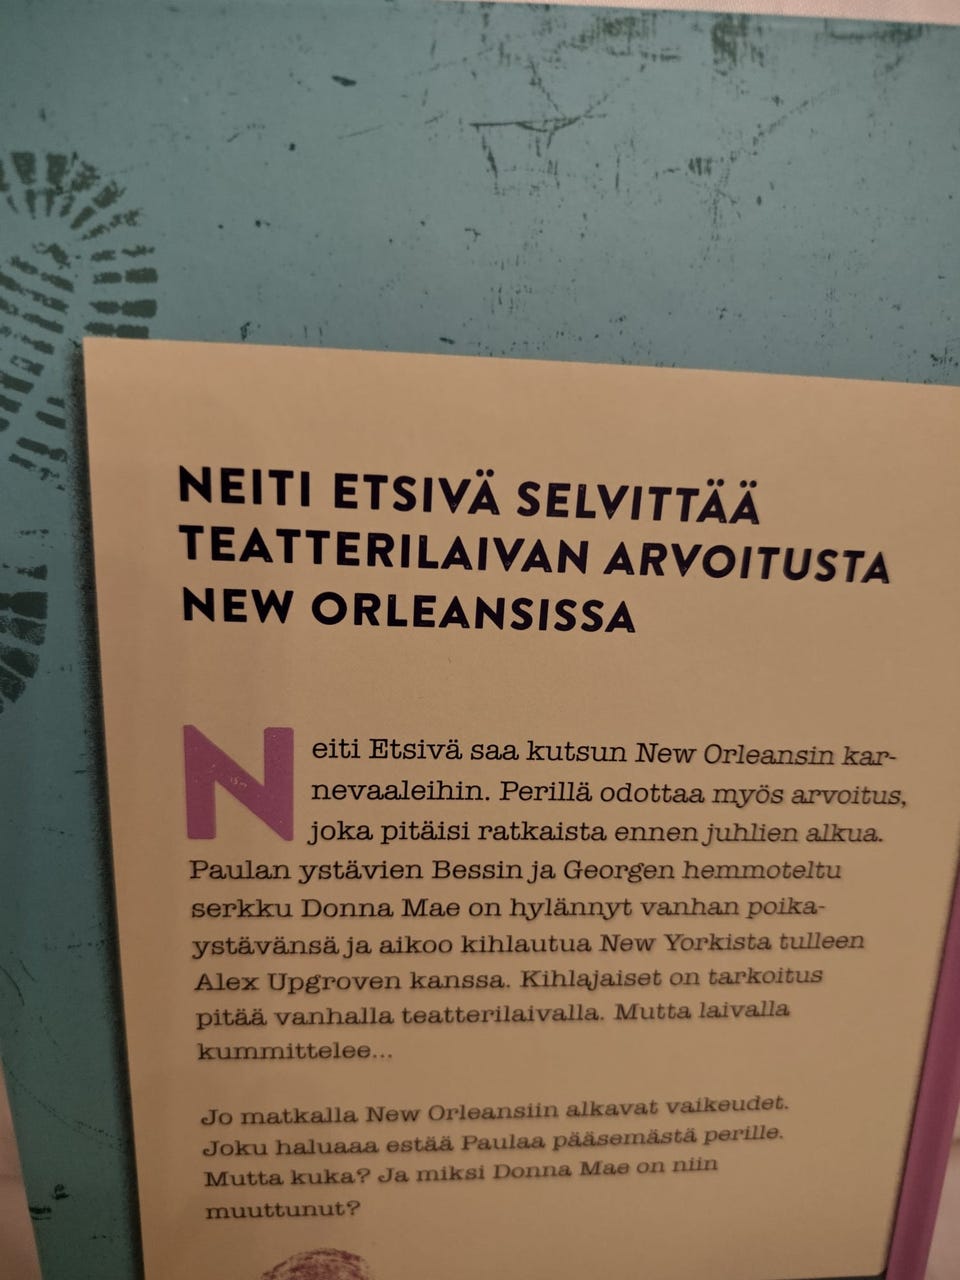 NEITI ETSIVÄ SELVITTÄÄ
TEATTERILAIVAN ARVOITUSTA
NEW ORLEANSISSA
Neiti Etsivä saa kutsun New Orleansin kar-
nevaaleihin. Perillä odottaa myös arvoitus,
joka pitäisi ratkaista ennen juhlien alkua.
Paulan ystävien Bessin ja Georgen hemmoteltu
serkku Donna Mae on hylännyt vanhan poika-
ystävänsä ja aikoo kihlautua New Yorkista tulleen
Alex Upgroven kanssa. Kihlajaiset on tarkoitus
pitää vanhalla teatterilaivalla. Mutta laivalla
kummittelee...
Jo matkalla New Orleansiin alkavat vaikeudet.
Joku haluaaa estää Paulaa pääsemästä perille.
Mutta kuka? Ja miksi Donna Mae on niin
muuttunut?